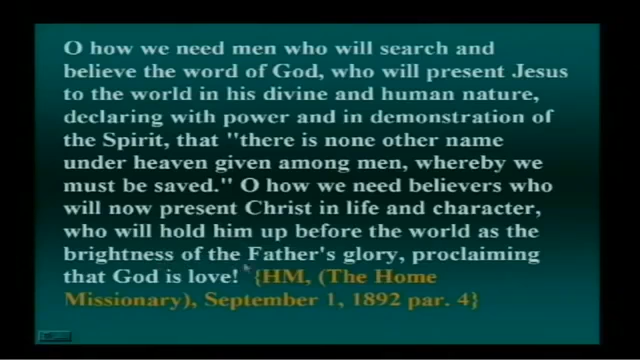 O how we need men who will search and
believe the word of God, who will present Jesus
to the world in his divine and human nature,
declaring with power and in demonstration of
the Spirit, that "there is none other name
under heaven given among men, whereby we
must be saved." O how we need believers who
will now present Christ in life and character,
who will hold him up before the world as the
brightness of the Father's glory, proclaiming
that God is love! {HM, (The Home
Missionary), September 1, 1892 par. 4}